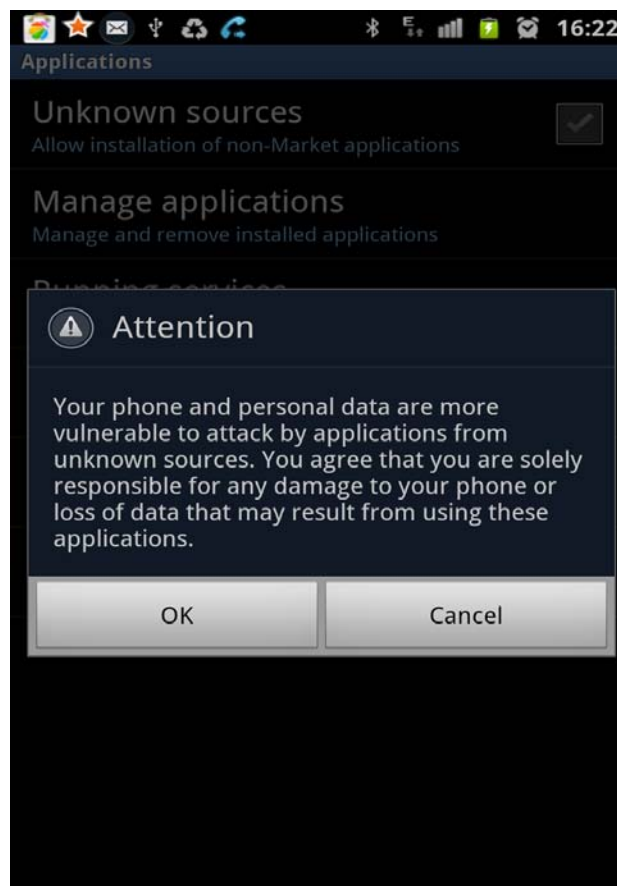 E
16:22
Applications
Unknown sources
Allow installation of non-Market applications
Manage applications
Manage and remove installed applications
Running services
Attention
Your phone and personal data are more
vulnerable to attack by applications from
unknown sources. You agree that you are solely
responsible for any damage to your phone or
loss of data that may result from using these
applications.
OK
Cancel